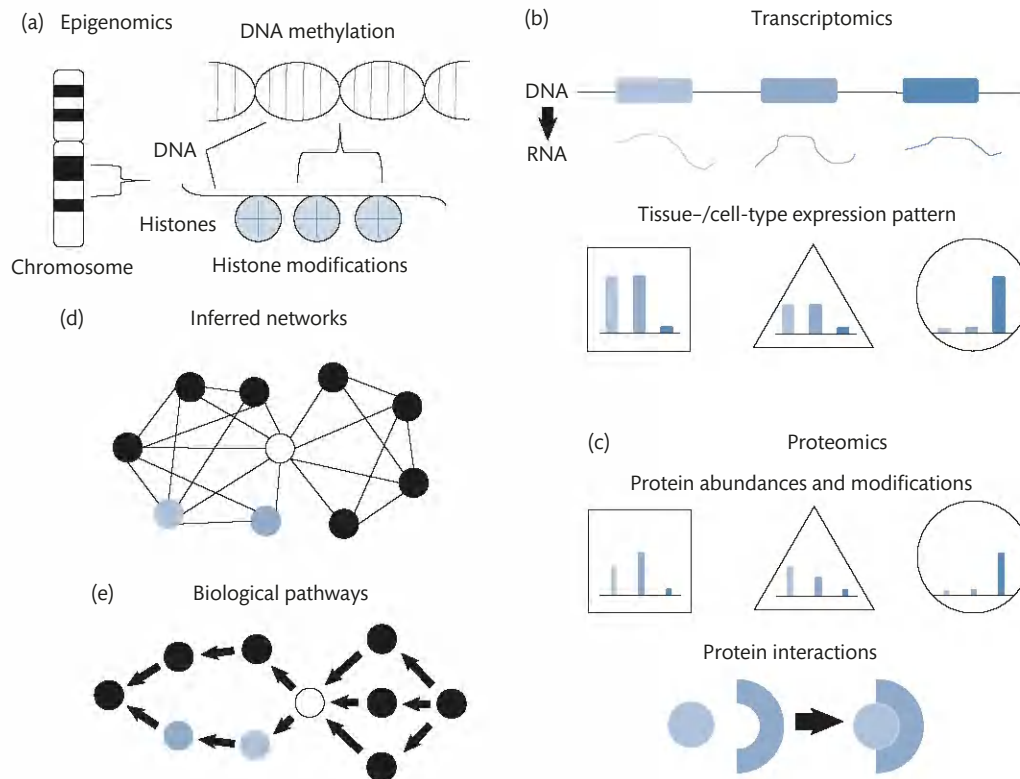 (a) Epigenomics
DNA methylation
DNA
Histones
Chromosome
Histone modifications
(b) Transcriptomics
DNA
RNA
Tissue-/cell-type expression pattern
(d) Inferred networks
(c) Proteomics
Protein abundances and modifications
(e) Biological pathways
Protein interactions